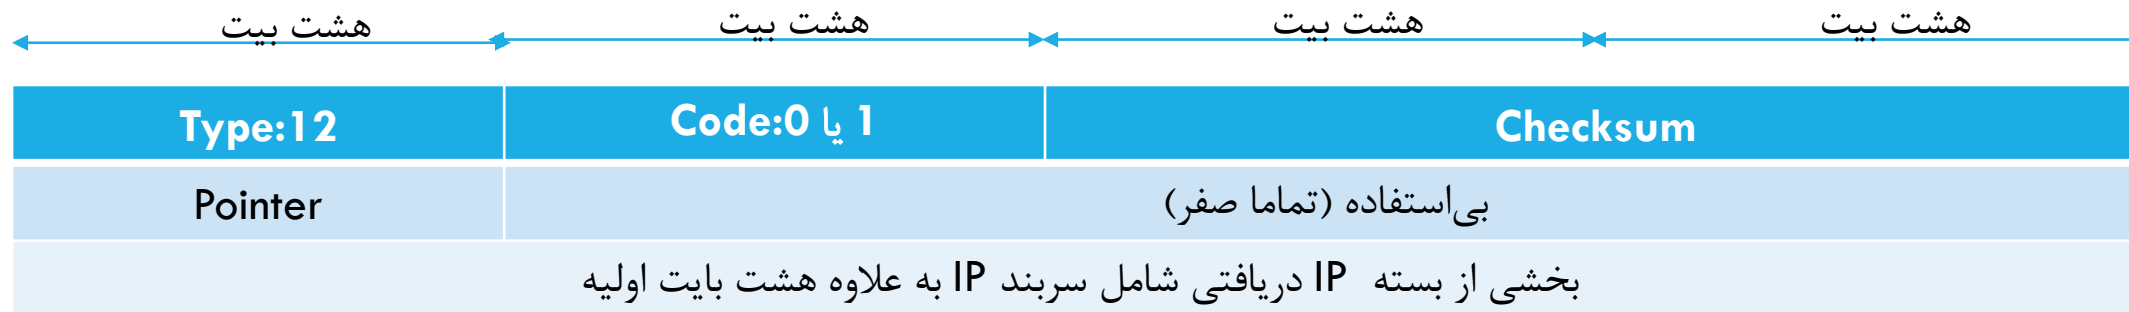 هشت بیت
هشت بیت
هشت بیت
هشت بیت
Type:12
Code:0 یا 1
Checksum
Pointer
بی‌استفاده (تماما صفر)
بخشی از بسته IP دریافتی شامل سربند IP به علاوه هشت بایت اولیه